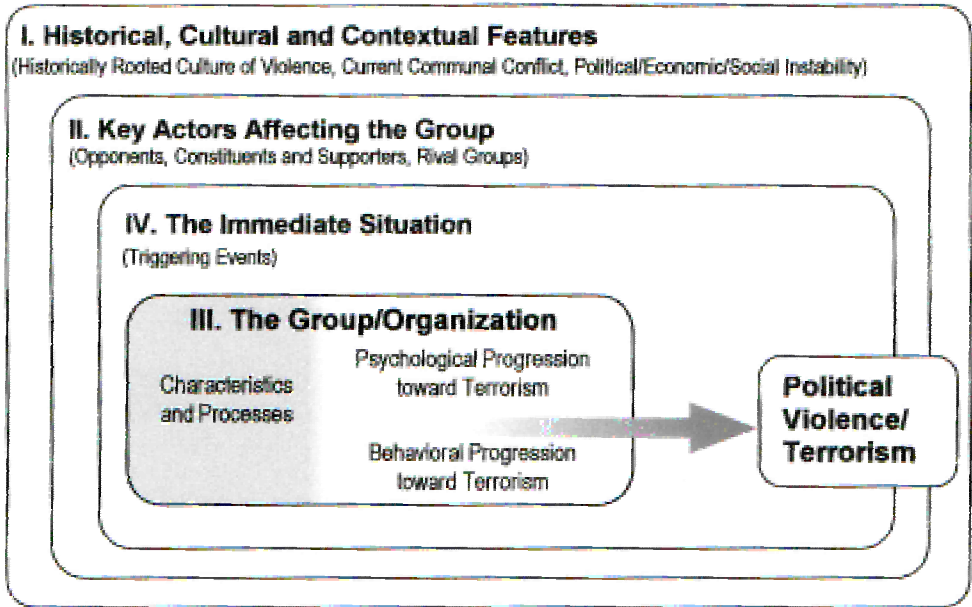 I. Historical, Cultural and Contextual Features
(Historically Rooted Culture of Violence, Current Communal Conflict, Political/Economic/Social Instability)
II. Key Actors Affecting the Group
(Opponents, Constituents and Supporters, Rival Groups)
IV. The Immediate Situation
(Triggering Events)
III. The Group/Organization
Characteristics
and Processes
Psychological Progression
toward Terrorism
Behavioral Progression
toward Terrorism
Political
Violence/
Terrorism